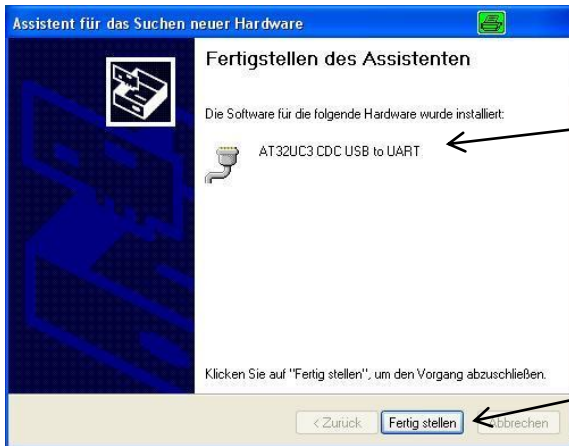 Assistent für das Suchen neuer Hardware
Fertigstellen des Assistenten
Die Software für die folgende Hardware wurde installiert:
AT32UC3 CDC USB to UART
Klicken Sie auf "Fertig stellen", um den Vorgang abzuschließen.
< Zurück
Fertig stellen
Abbrechen